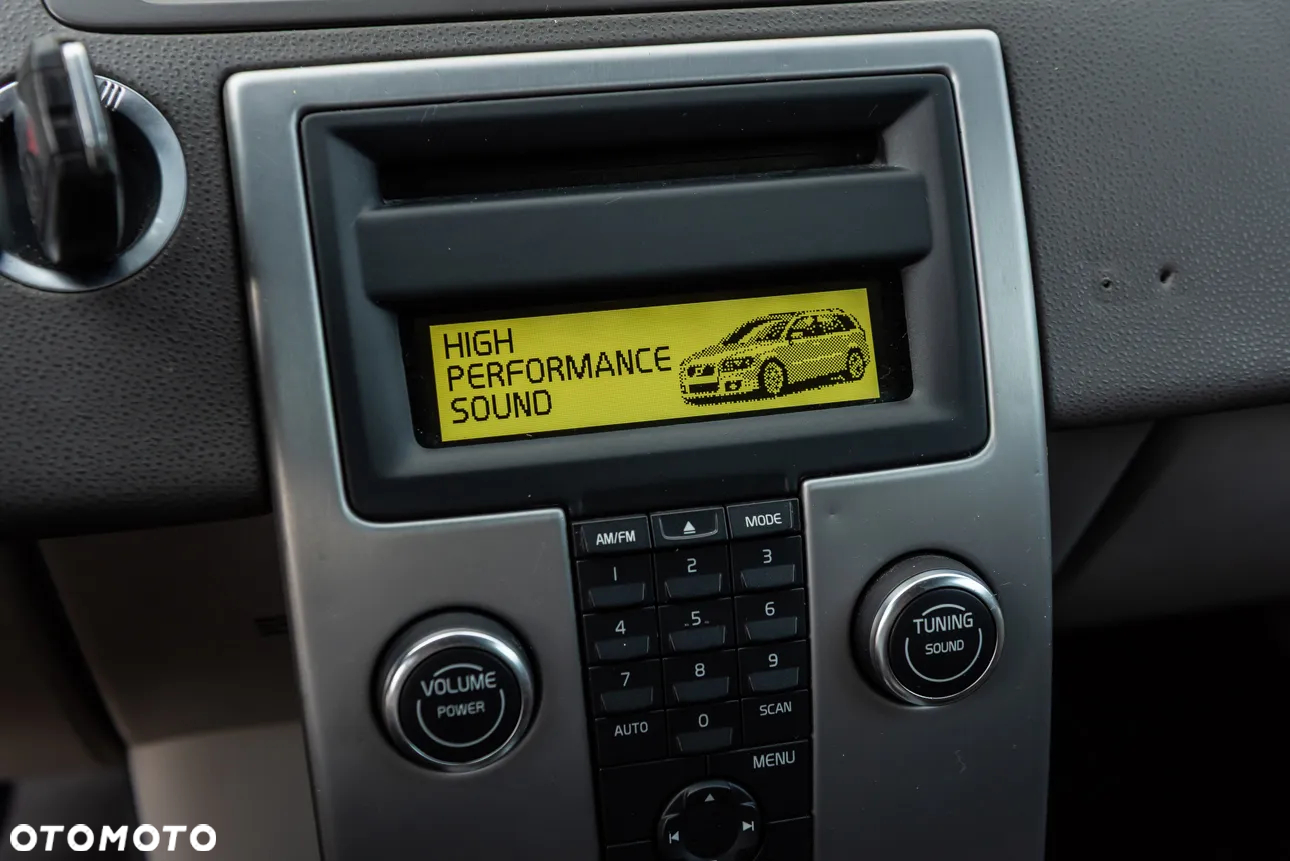 HIGH
PERFORMANCE
SOUND
AM/FM
MODE
1
2
3
4
5
6
7
8
9
AUTO
0
SCAN
MENU
VOLUME
POWER
TUNING
SOUND
OTOMOTO